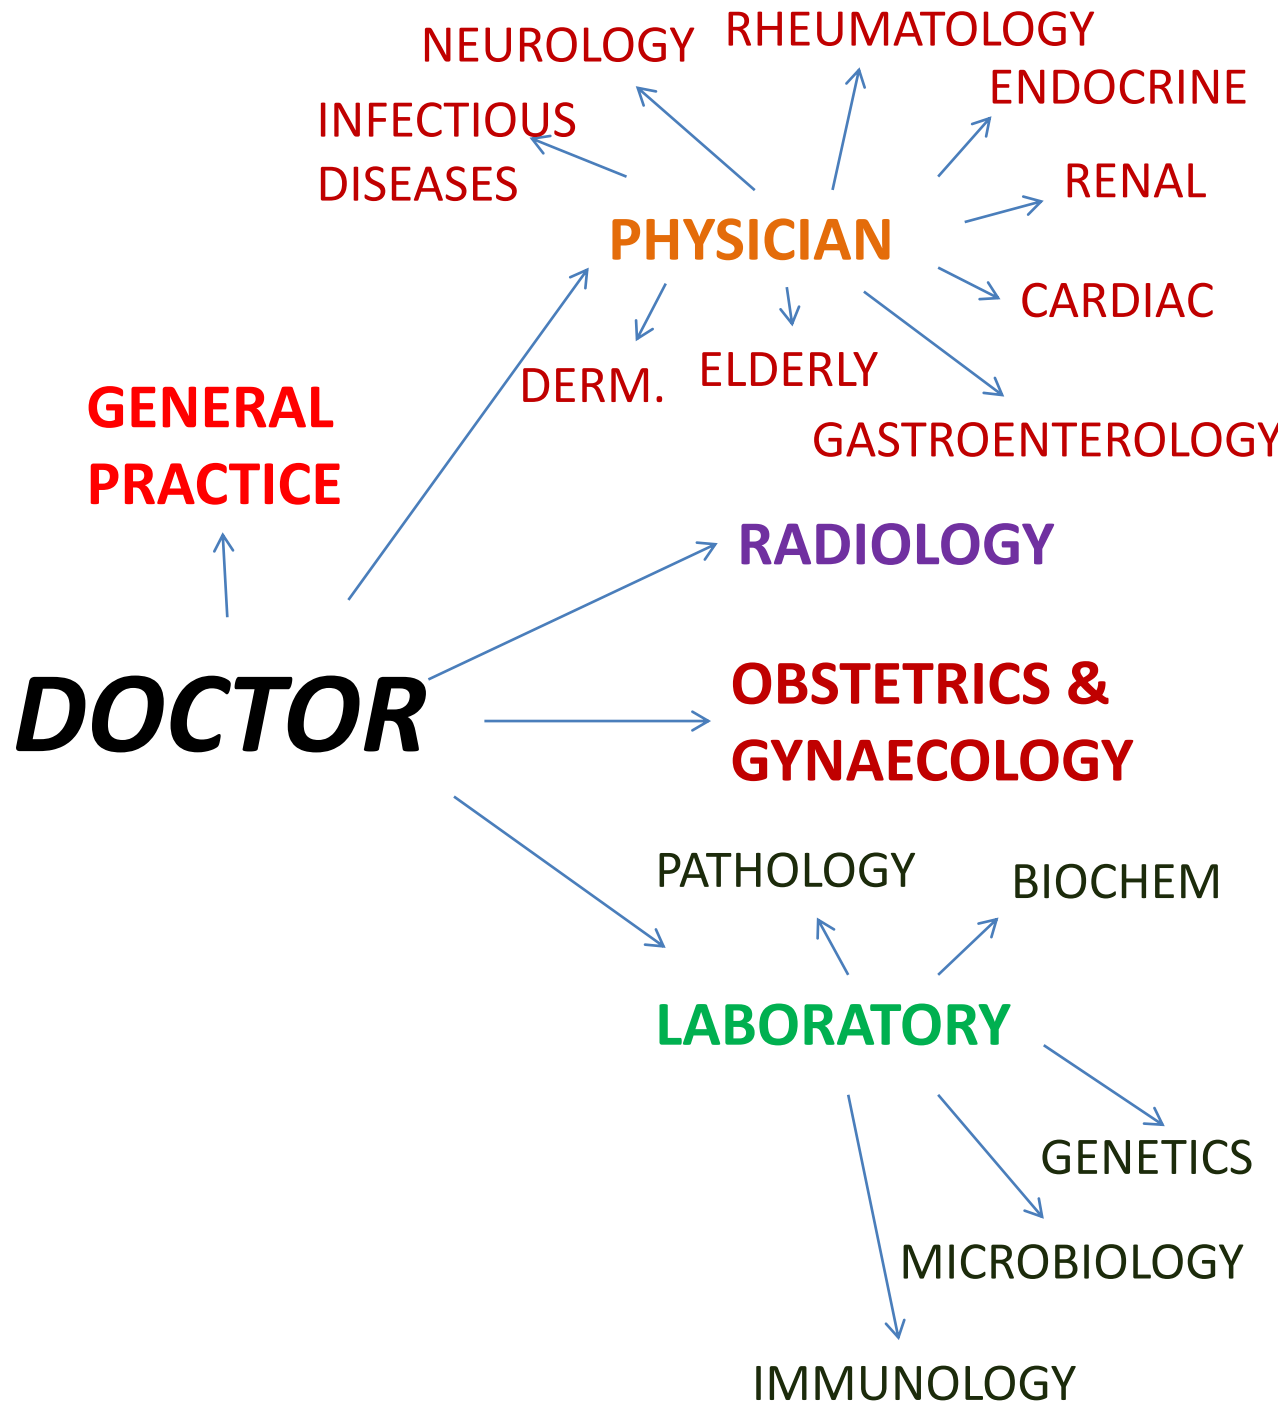 RHEUMATOLOGY
NEUROLOGY
ENDOCRINE
INFECTIOUS
DISEASES
RENAL
PHYSICIAN
CARDIAC
ELDERLY
DERM.
GENERAL
PRACTICE
GASTROENTEROLOGY
RADIOLOGY
DOCTOR
OBSTETRICS &
GYNAECOLOGY
PATHOLOGY
BIOCHEM
LABORATORY
GENETICS
MICROBIOLOGY
IMMUNOLOGY